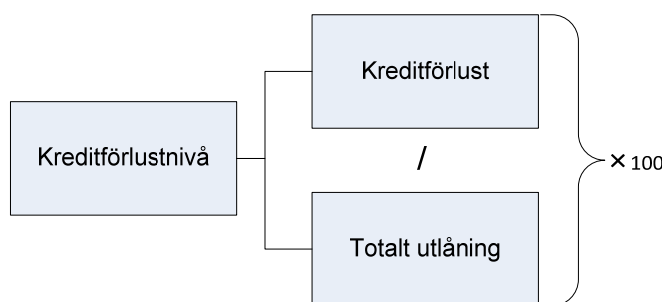 Kreditförlust
Kreditförlustnivå
/
× 100
Totalt utlåning